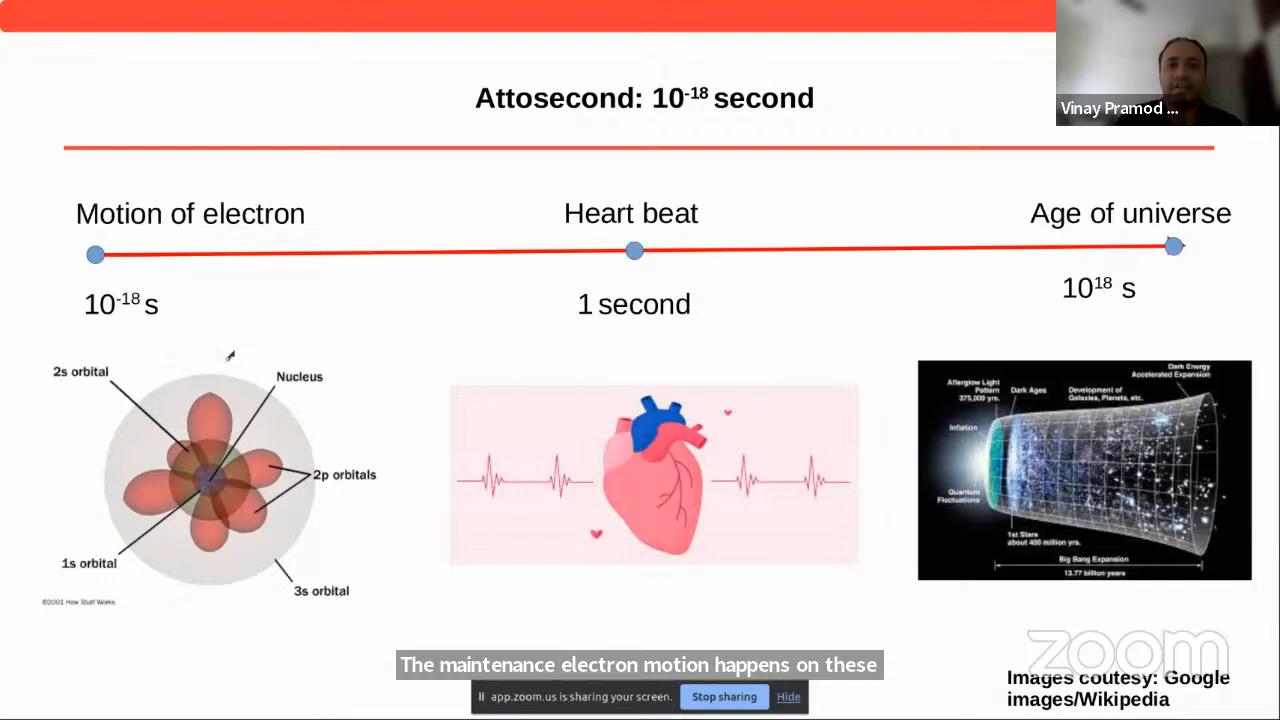 Attosecond: 10⁻¹⁸ second
Vinay Pramod ...
Motion of electron
Heart beat
Age of universe
10⁻¹⁸ s
1 second
10¹⁸ s
2s orbital
Nucleus
2p orbitals
1s orbital
3s orbital
©2001 How Stuff Works
Dark Energy
Accelerated Expansion
Afterglow Light
Pattern
375,000 yrs.
Dark Ages
Development of
Galaxies, Planets, etc.
Inflation
Quantum
Fluctuations
1st Stars
about 400 million yrs.
Big Bang Expansion
13.77 billion years
zoom
The maintenance electron motion happens on these
app.zoom.us is sharing your screen.
Stop sharing
Hide
Images coutesy: Google
images/Wikipedia